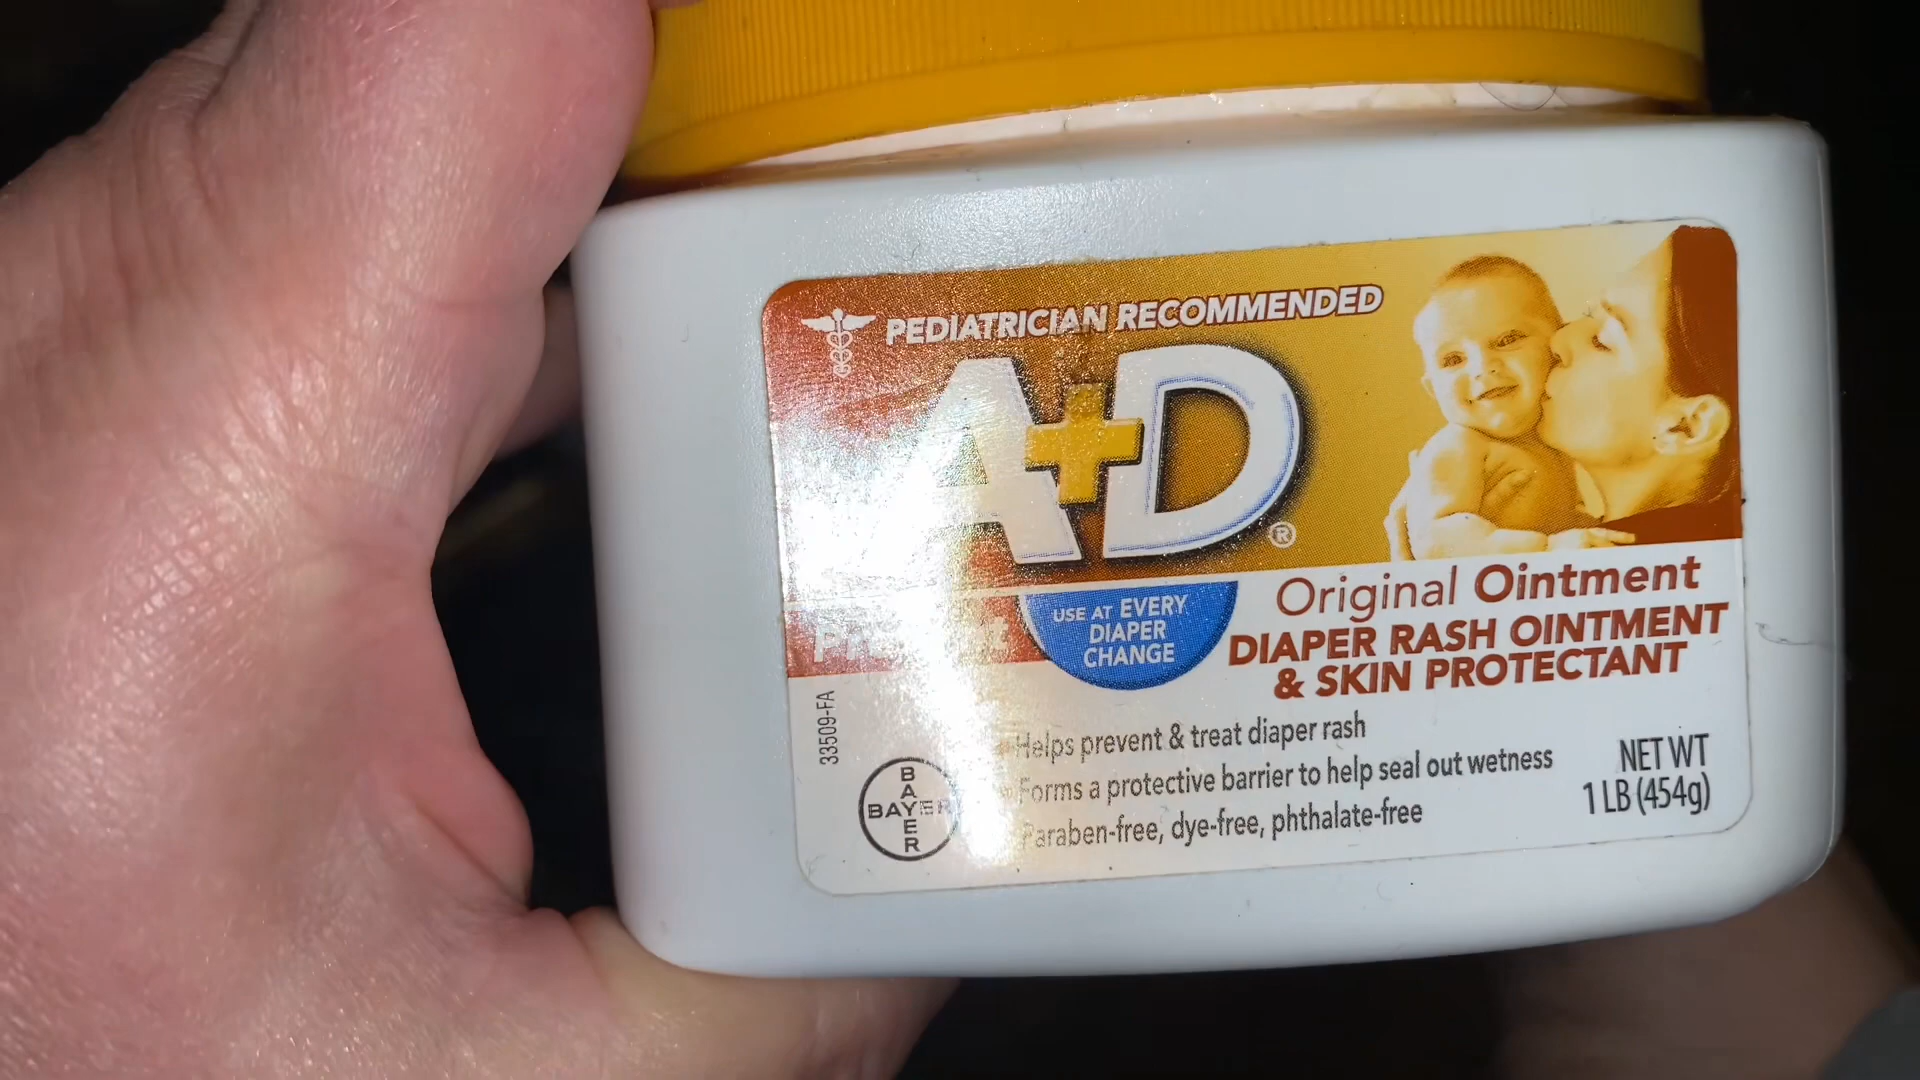 PEDIATRICIAN RECOMMENDED
A+D®
Original Ointment
DIAPER RASH OINTMENT
& SKIN PROTECTANT
USE AT EVERY
DIAPER
CHANGE
33509-FA
BAYER
BAYER
Helps prevent & treat diaper rash
Forms a protective barrier to help seal out wetness
Paraben-free, dye-free, phthalate-free
NET WT
1 LB (454g)